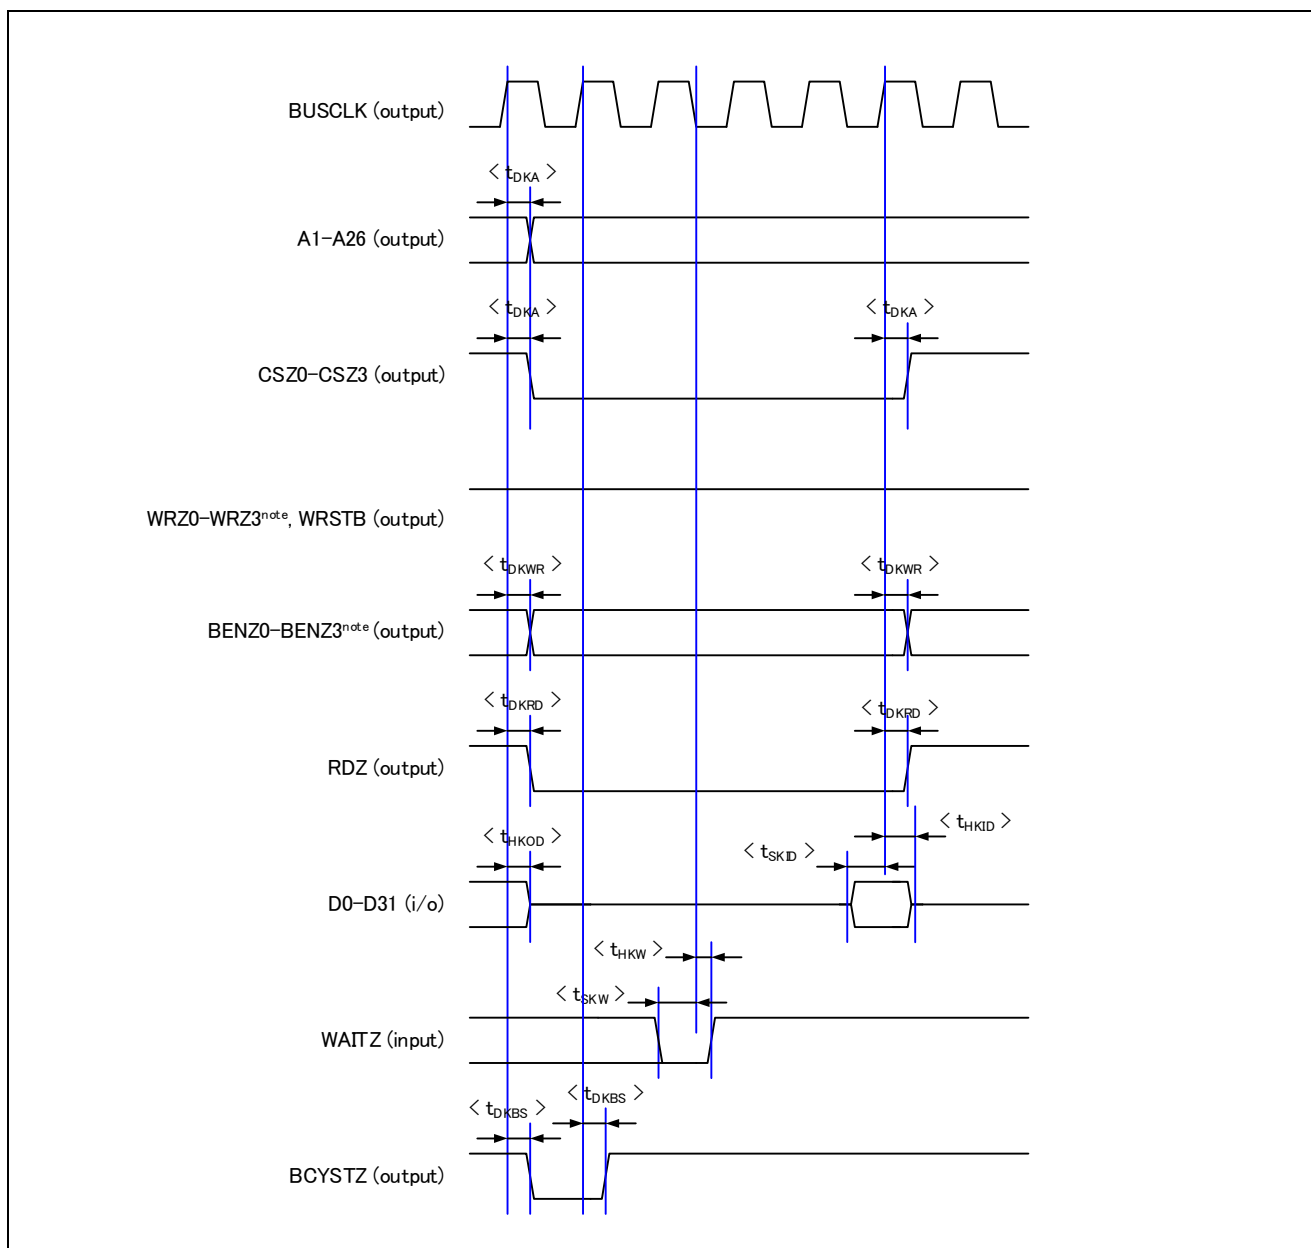 BUSCLK (output)
< tDKA >
A1-A26 (output)
< tDKA > < tDKA >
CSZ0-CSZ3 (output)
WRZ0-WRZ3note, WRSTB (output)
< tDKWR > < tDKWR >
BENZ0-BENZ3note (output)
< tDKRD > < tDKRD >
RDZ (output)
< tHKID >
< tHKOD > < tSKID >
D0-D31 (i/o)
< tHKW >
< tSKW >
WAITZ (input)
< tDKBS > < tDKBS >
BCYSTZ (output)